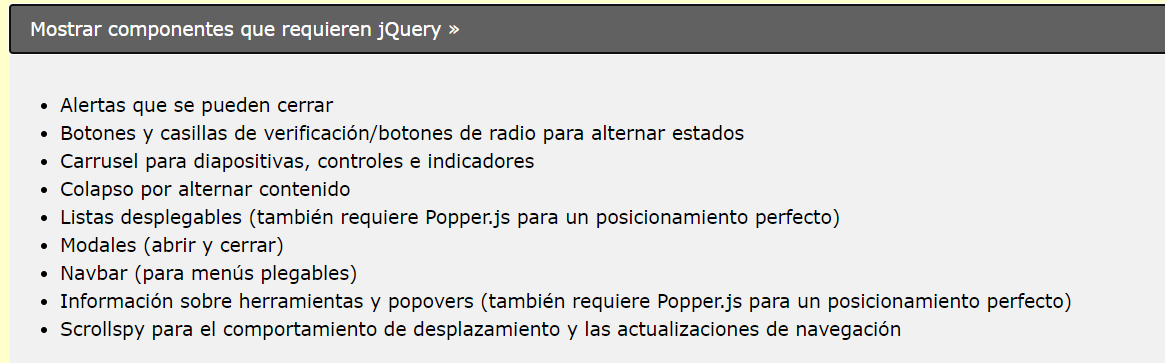 Mostrar componentes que requieren jQuery »
• Alertas que se pueden cerrar
• Botones y casillas de verificación/botones de radio para alternar estados
• Carrusel para diapositivas, controles e indicadores
• Colapso por alternar contenido
• Listas desplegables (también requiere Popper.js para un posicionamiento perfecto)
• Modales (abrir y cerrar)
• Navbar (para menús plegables)
• Información sobre herramientas y popovers (también requiere Popper.js para un posicionamiento perfecto)
• Scrollspy para el comportamiento de desplazamiento y las actualizaciones de navegación